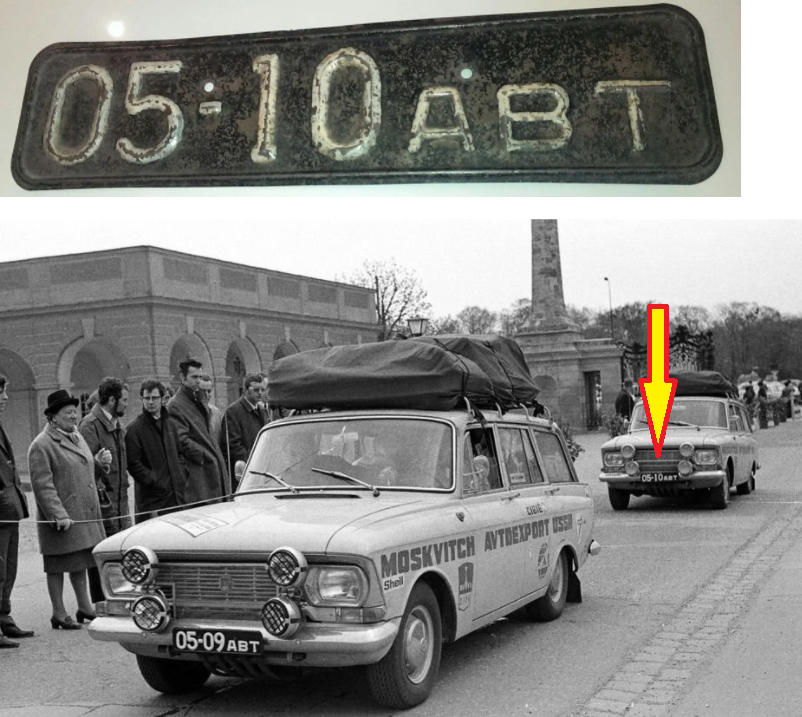 05-10 АВТ
05-10 АВТ
MOSKVITCH AVTOEXPORT USSR
Shell
05-09 АВТ